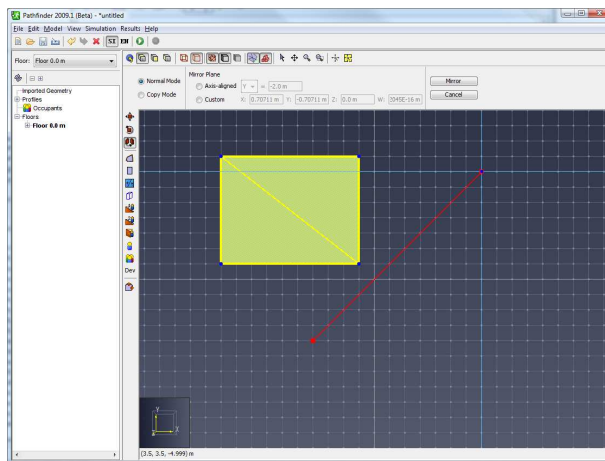 Pathfinder 2009.1 (Beta) - *untitled
File Edit Model View Simulation Results Help
SI EN
Floor: Floor 0.0 m
Imported Geometry
Profiles
Occupants
Floors
Floor 0.0 m
Normal Mode
Copy Mode
Mirror Plane
Axis-aligned Y = -2.0 m
Custom X: 0.70711 m Y: -0.70711 m Z: 0.0 m W: 3045E-16 m
Mirror
Cancel
Dev
Y
Z X
(3.5, 3.5, -4.999) m